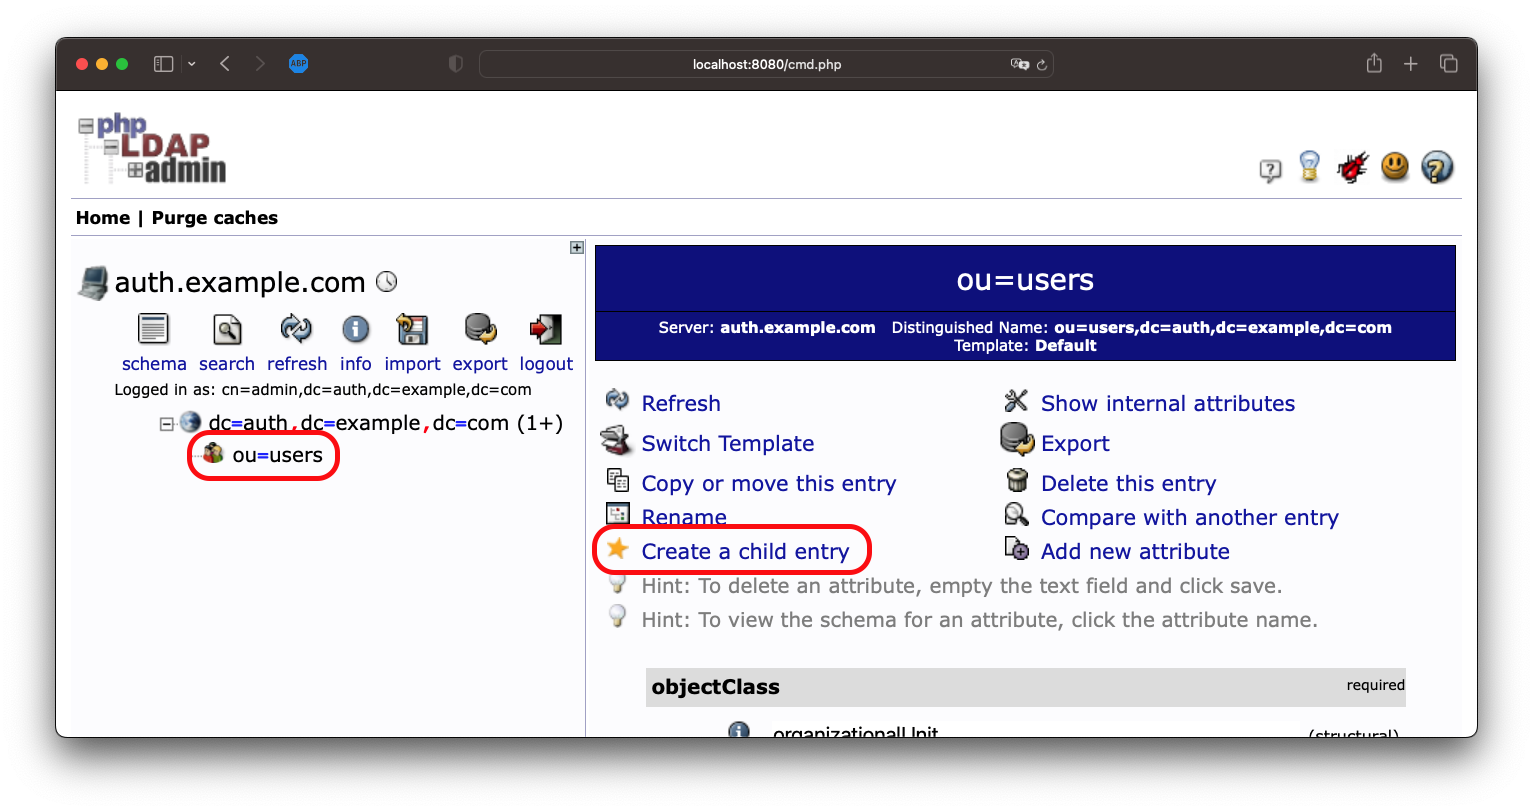 ABP
localhost:8080/cmd.php
php
LDAP
admin
Home | Purge caches
auth.example.com
schema search refresh info import export logout
Logged in as: cn=admin,dc=auth,dc=example,dc=com
dc=auth,dc=example,dc=com (1+)
ou=users
ou=users
Server: auth.example.com Distinguished Name: ou=users,dc=auth,dc=example,dc=com
Template: Default
Refresh
Show internal attributes
Switch Template
Export
Copy or move this entry
Delete this entry
Rename
Compare with another entry
Create a child entry
Add new attribute
Hint: To delete an attribute, empty the text field and click save.
Hint: To view the schema for an attribute, click the attribute name.
objectClass
required
organizationalUnit
(structural)